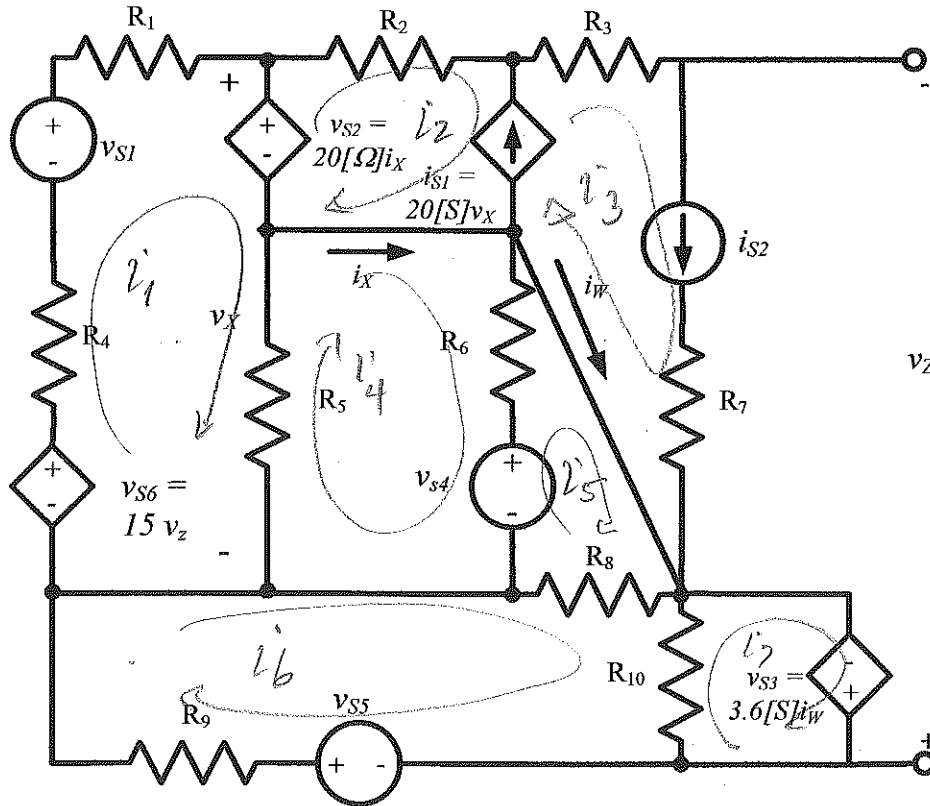 R1
R2
R3
+
-
+
-
vS1
+
-
vS2 =
20[Ω]iX
i2
iS1 =
20[S]vX
i3
iS2
iX
iW
i1
R4
vX
R5
i4
R6
R7
vZ
+
-
vS6 =
15 vz
-
vs4
+
-
i5
R8
i6
R10
i7
-
+
vS3 =
3.6[S]iW
R9
vS5
+ -
+